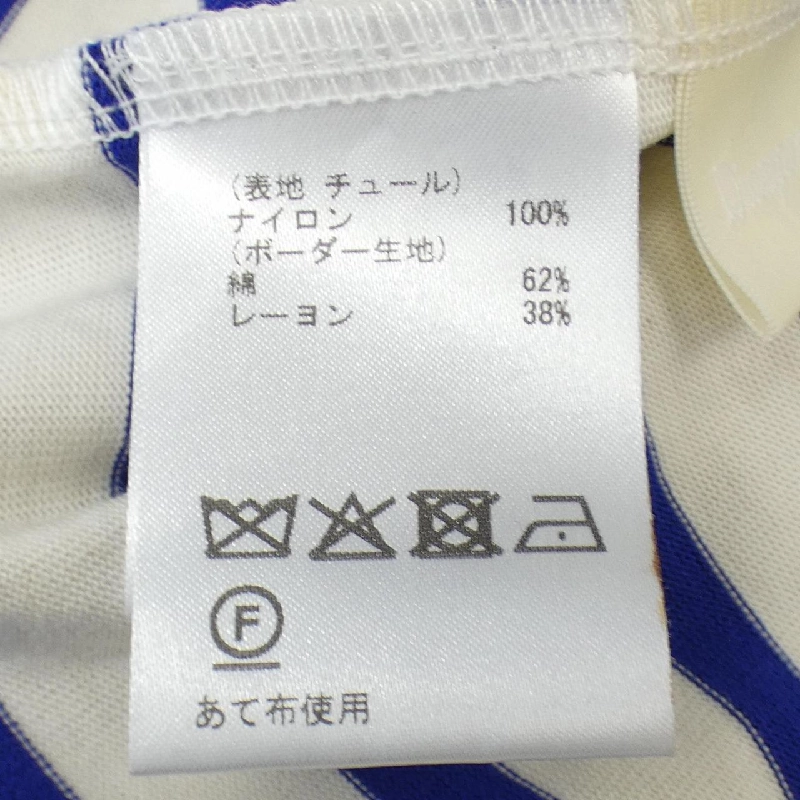 (表地 チュール)
ナイロン 100%
(ボーダー生地)
綿 62%
レーヨン 38%
F
あて布使用